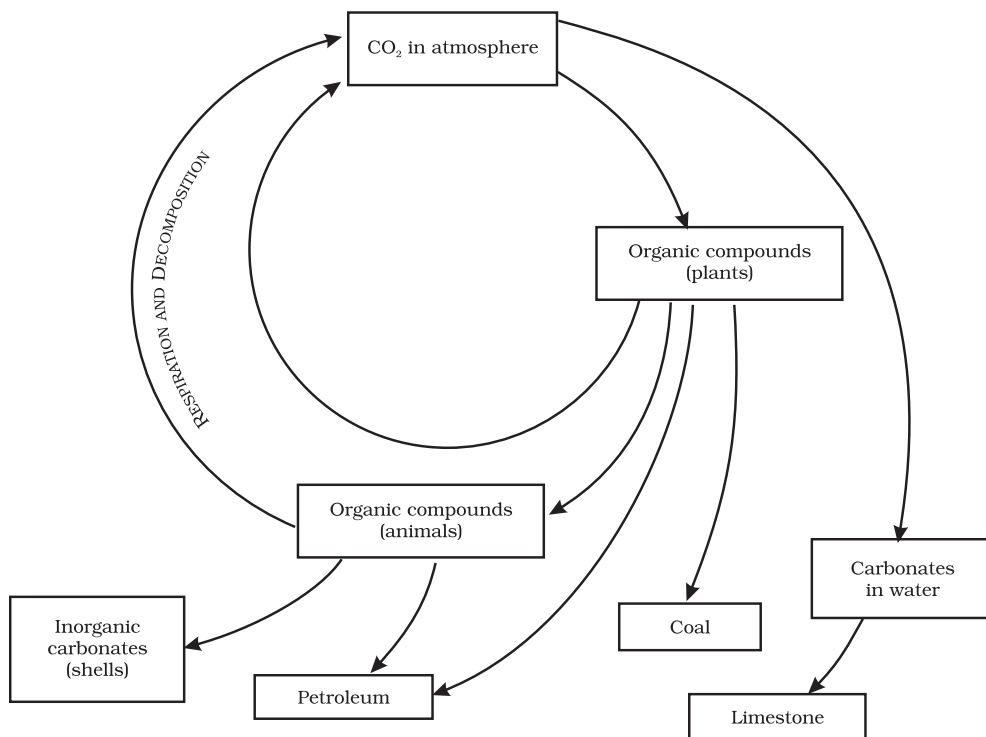 CO₂ in atmosphere
RESPIRATION AND DECOMPOSITION
Organic compounds
(plants)
Organic compounds
(animals)
Carbonates
in water
Inorganic
carbonates
(shells)
Coal
Petroleum
Limestone